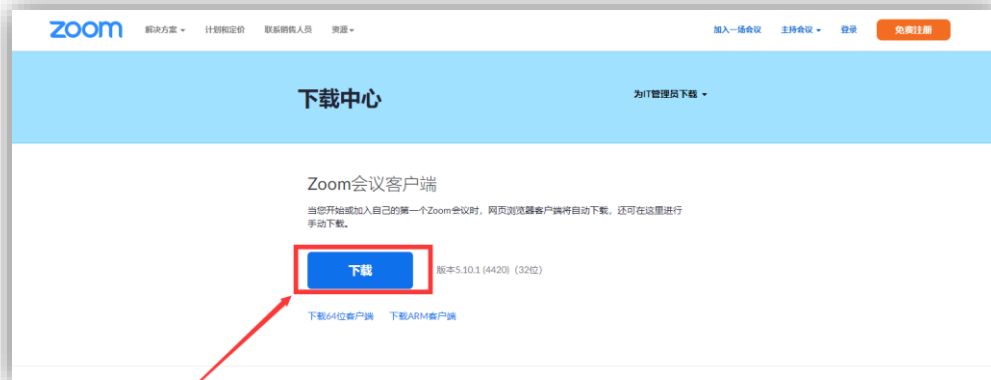 zoom 解决方案 计划和定价 联系销售人员 资源 加入一场会议 主持会议 登录 免费注册
下载中心 为IT管理员下载
Zoom会议客户端
当您开始或加入自己的第一个Zoom会议时，网页浏览器客户端将自动下载，还可在这里进行
手动下载。
下载 版本5.10.1 (4420)（32位）
下载64位客户端 下载ARM客户端